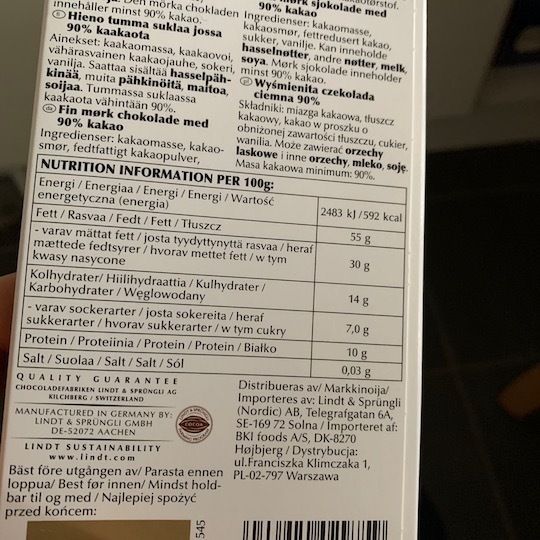 Den mörka chokladen
innehåller minst 90% kakao.
Hieno tumma suklaa jossa
90% kaakaota
Ainekset: kaakaomassa, kaakaovoi,
vähärasvainen kaakaojauhe, sokeri,
vanilja. Saattaa sisältää hasselpäh-
kinää, muita pähkinöitä, maitoa,
soijaa. Tummassa suklaassa
kaakaota vähintään 90%.
Fin mørk chokolade med
90% kakao
Ingredienser: kakaomasse, kakao-
smør, fedtfattigt kakaopulver,
mørk sjokolade med
90% kakao
Ingredienser: kakaomasse,
kakaosmør, fettredusert kakao,
sukker, vanilje. Kan inneholde
hasselnøtter, andre nøtter, melk,
soya. Mørk sjokolade inneholder
minst 90% kakao.
Wyśmienita czekolada
ciemna 90%
Składniki: miazga kakaowa, tłuszcz
kakaowy, kakao w proszku o
obniżonej zawartości tłuszczu, cukier,
wanilia. Może zawierać orzechy
laskowe i inne orzechy, mleko, soję.
Masa kakaowa minimum: 90%.
NUTRITION INFORMATION PER 100g:
Energi / Energiaa / Energi / Energi / Wartość
energetyczna (energia)
2483 kJ /592 kcal
Fett / Rasvaa / Fedt / Fett / Tłuszcz
55 g
- varav mättat fett / josta tyydyttynyttä rasvaa / heraf
mættede fedtsyrer / hvorav mettet fett / w tym
kwasy nasycone
30 g
Kolhydrater/ Hiilihydraattia / Kulhydrater /
Karbohydrater / Węglowodany
14 g
- varav sockerarter / josta sokereita / heraf
sukkerarter / hvorav sukkerarter / w tym cukry
7,0 g
Protein / Proteiinia / Protein / Protein / Białko
10 g
Salt / Suolaa / Salt / Salt / Sól
0,03 g
QUALITY GUARANTEE
CHOCOLADEFABRIKEN LINDT & SPRÜNGLI AG
KILCHBERG / SWITZERLAND
MANUFACTURED IN GERMANY BY:
LINDT & SPRÜNGLI GMBH
DE-52072 AACHEN
COCOA
LINDT SUSTAINABILITY
www.lindt.com
Distribueras av/ Markkinoija/
Importeres av: Lindt & Sprüngli
(Nordic) AB, Telegrafgatan 6A,
SE-169 72 Solna / Importeret af:
BKI foods A/S, DK-8270
Højbjerg / Dystrybucja:
ul.Franciszka Klimczaka 1,
PL-02-797 Warszawa
Bäst före utgången av/ Parasta ennen
loppua/ Best før innen/ Mindst hold-
bar til og med / Najlepiej spożyć
przed końcem:
545